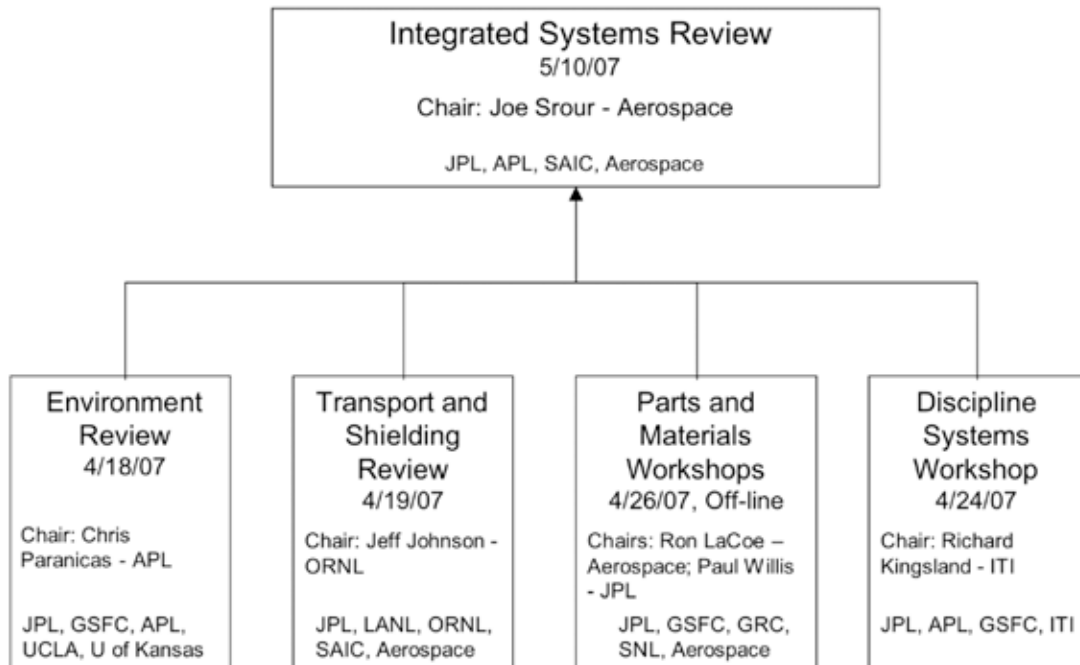 Integrated Systems Review
5/10/07
Chair: Joe Srour - Aerospace
JPL, APL, SAIC, Aerospace
Environment
Review
4/18/07
Chair: Chris
Paranicas - APL
JPL, GSFC, APL,
UCLA, U of Kansas
Transport and
Shielding
Review
4/19/07
Chair: Jeff Johnson -
ORNL
JPL, LANL, ORNL,
SAIC, Aerospace
Parts and
Materials
Workshops
4/26/07, Off-line
Chairs: Ron LaCoe –
Aerospace; Paul Willis
- JPL
JPL, GSFC, GRC,
SNL, Aerospace
Discipline
Systems
Workshop
4/24/07
Chair: Richard
Kingsland - ITI
JPL, APL, GSFC, ITI